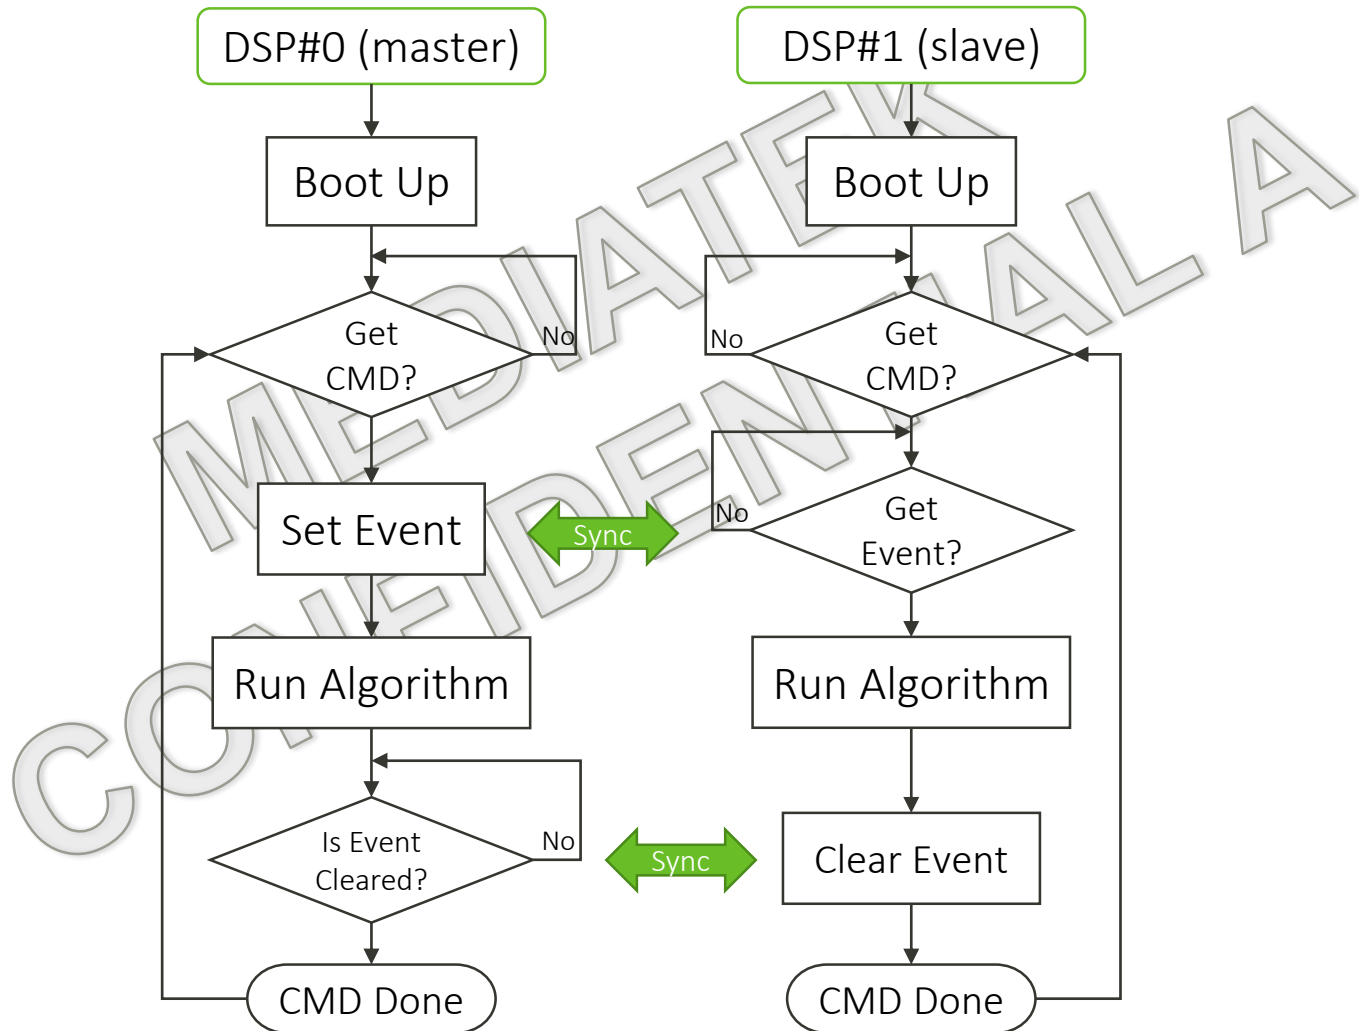 DSP#0 (master)
DSP#1 (slave)
Boot Up
Boot Up
Get
CMD?
No
No
Get
CMD?
Set Event
Sync
No
Get
Event?
Run Algorithm
Run Algorithm
Is Event
Cleared?
No
Sync
Clear Event
CMD Done
CMD Done
MEDIATEK
CONFIDENTIAL A